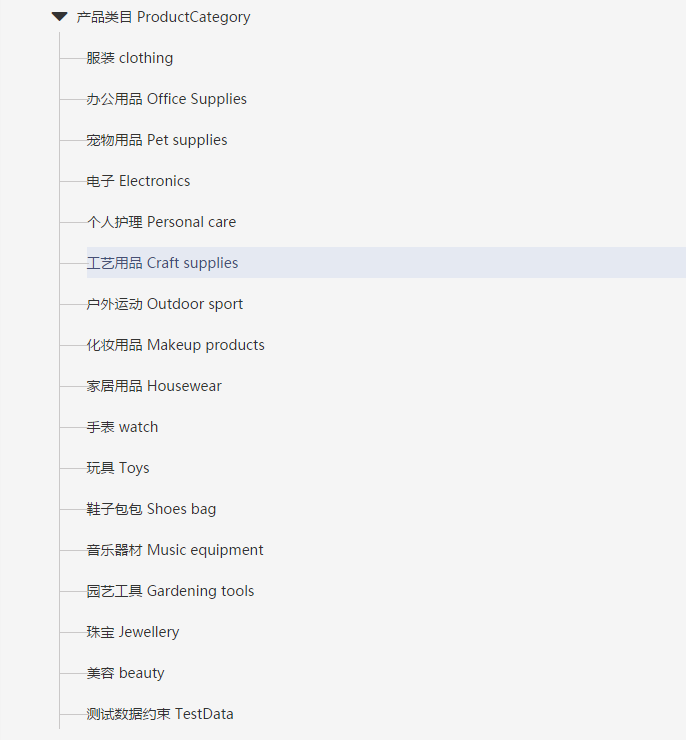 产品类目 ProductCategory
服装 clothing
办公用品 Office Supplies
宠物用品 Pet supplies
电子 Electronics
个人护理 Personal care
工艺用品 Craft supplies
户外运动 Outdoor sport
化妆用品 Makeup products
家居用品 Housewear
手表 watch
玩具 Toys
鞋子包包 Shoes bag
音乐器材 Music equipment
园艺工具 Gardening tools
珠宝 Jewellery
美容 beauty
测试数据约束 TestData